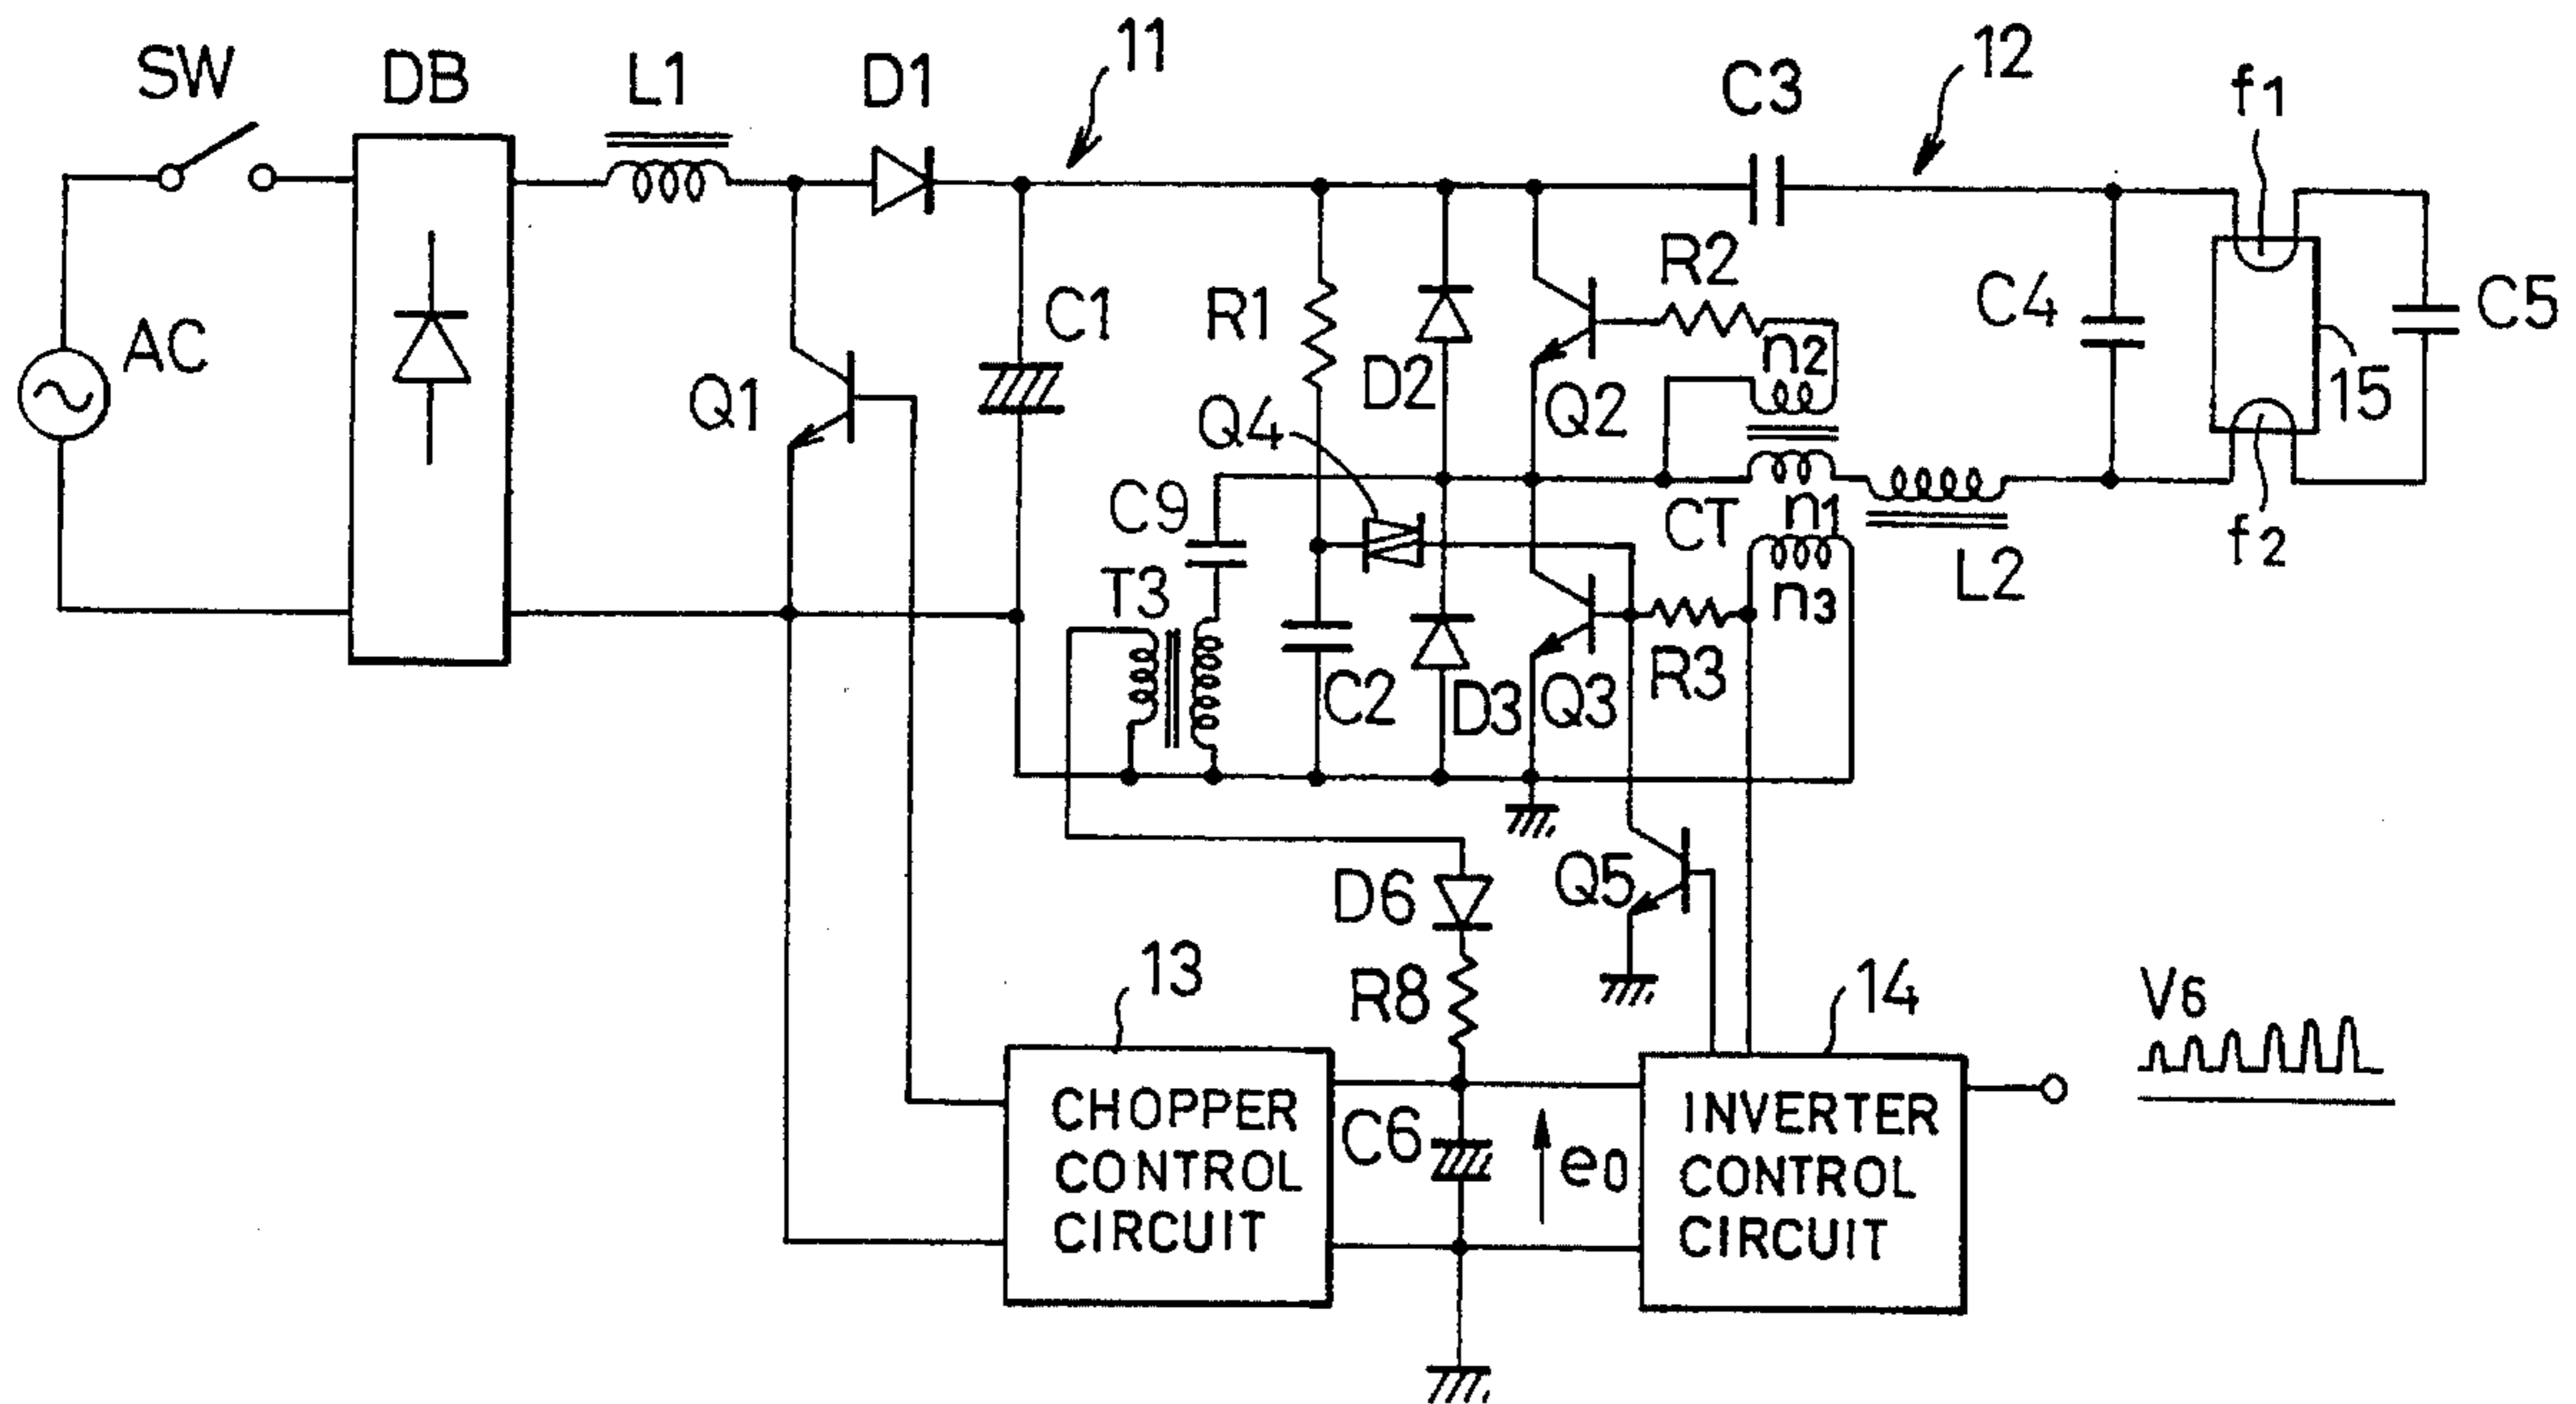 SW
DB
L1
D1
11
C3
12
f1
AC
Q1
C1
R1
D2
Q2
R2
n2
C4
15
C5
Q4
C9
CT
n1
L2
f2
T3
C2
D3
Q3
R3
n3
D6
Q5
R8
13
14
V6
CHOPPER
CONTROL
CIRCUIT
C6
e0
INVERTER
CONTROL
CIRCUIT